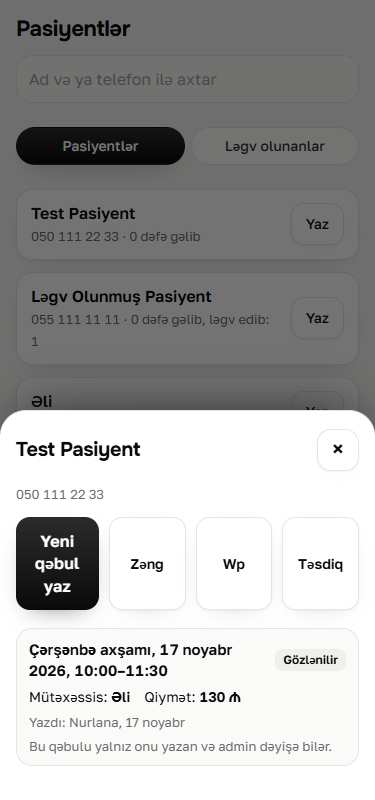 Pasiyentlər
Ad və ya telefon ilə axtar
Pasiyentlər
Ləgv olunanlar
Test Pasiyent
050 111 22 33 · 0 dəfə gəlib
Yaz
Ləgv Olunmuş Pasiyent
055 111 11 11 · 0 dəfə gəlib, ləgv edib:
1
Yaz
Əli
Test Pasiyent
×
050 111 22 33
Yeni
qəbul
yaz
Zəng
Wp
Təsdiq
Çərşənbə axşamı, 17 noyabr
2026, 10:00–11:30
Gözlənilir
Mütəxəssis: Əli Qiymət: 130 ₼
Yazdı: Nurlana, 17 noyabr
Bu qəbulu yalnız onu yazan və admin dəyişə bilər.